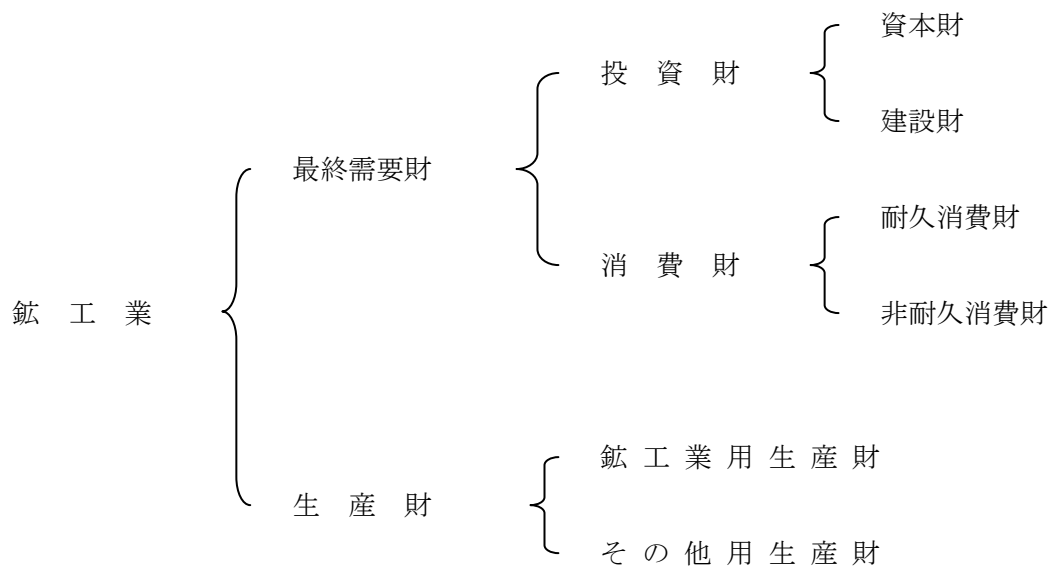 資本財
投資財
建設財
最終需要財
耐久消費財
消費財
非耐久消費財
鉱工業
鉱工業用生産財
生産財
その他用生産財